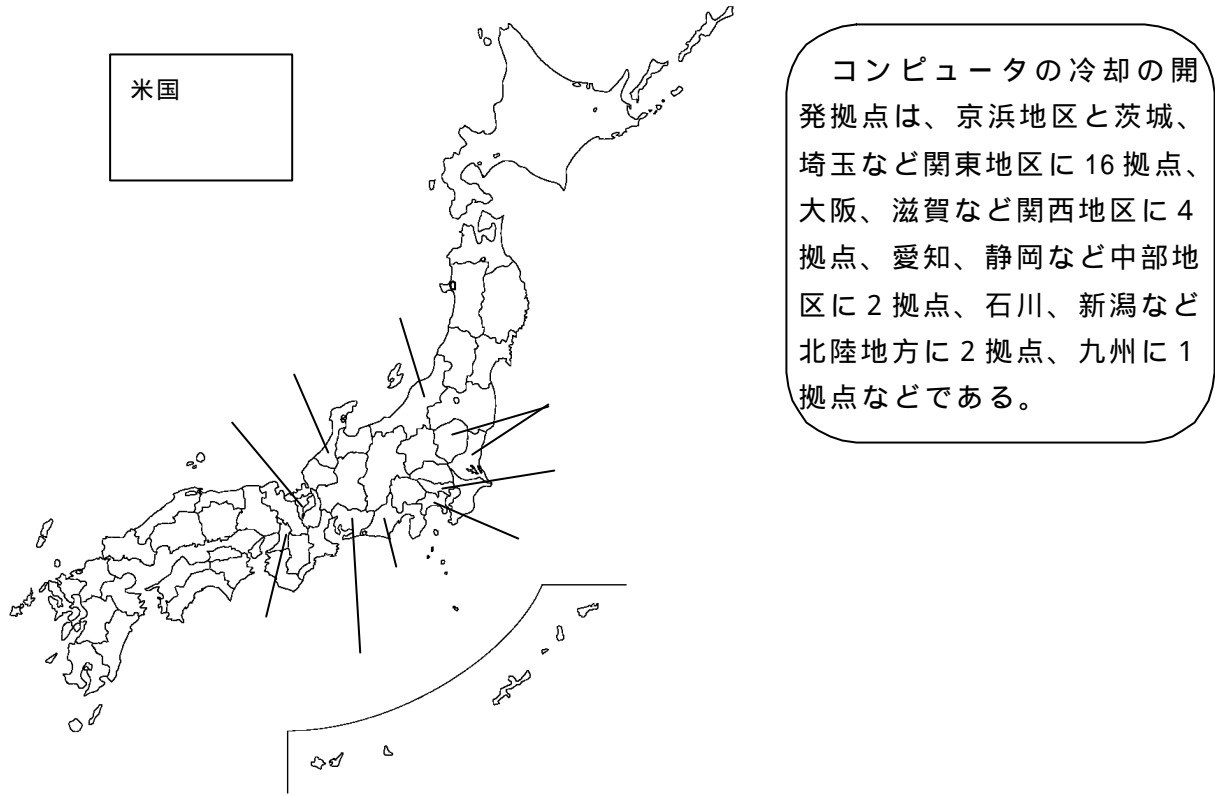 米国
コンピュータの冷却の開
発拠点は、京浜地区と茨城、
埼玉など関東地区に 16 拠点、
大阪、滋賀など関西地区に 4
拠点、愛知、静岡など中部地
区に 2 拠点、石川、新潟など
北陸地方に 2 拠点、九州に 1
拠点などである。